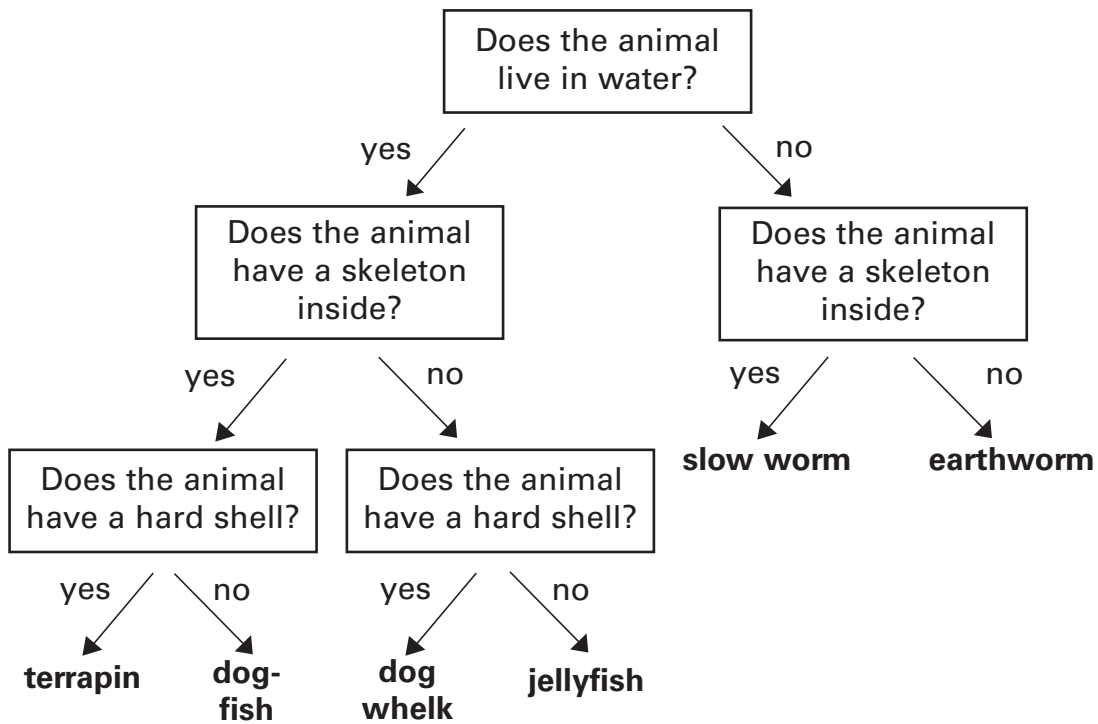 Does the animal
live in water?
yes
no
Does the animal
have a skeleton
inside?
Does the animal
have a skeleton
inside?
yes
no
yes
no
Does the animal
have a hard shell?
Does the animal
have a hard shell?
slow worm
earthworm
yes
no
yes
no
terrapin
dog-
fish
dog
whelk
jellyfish